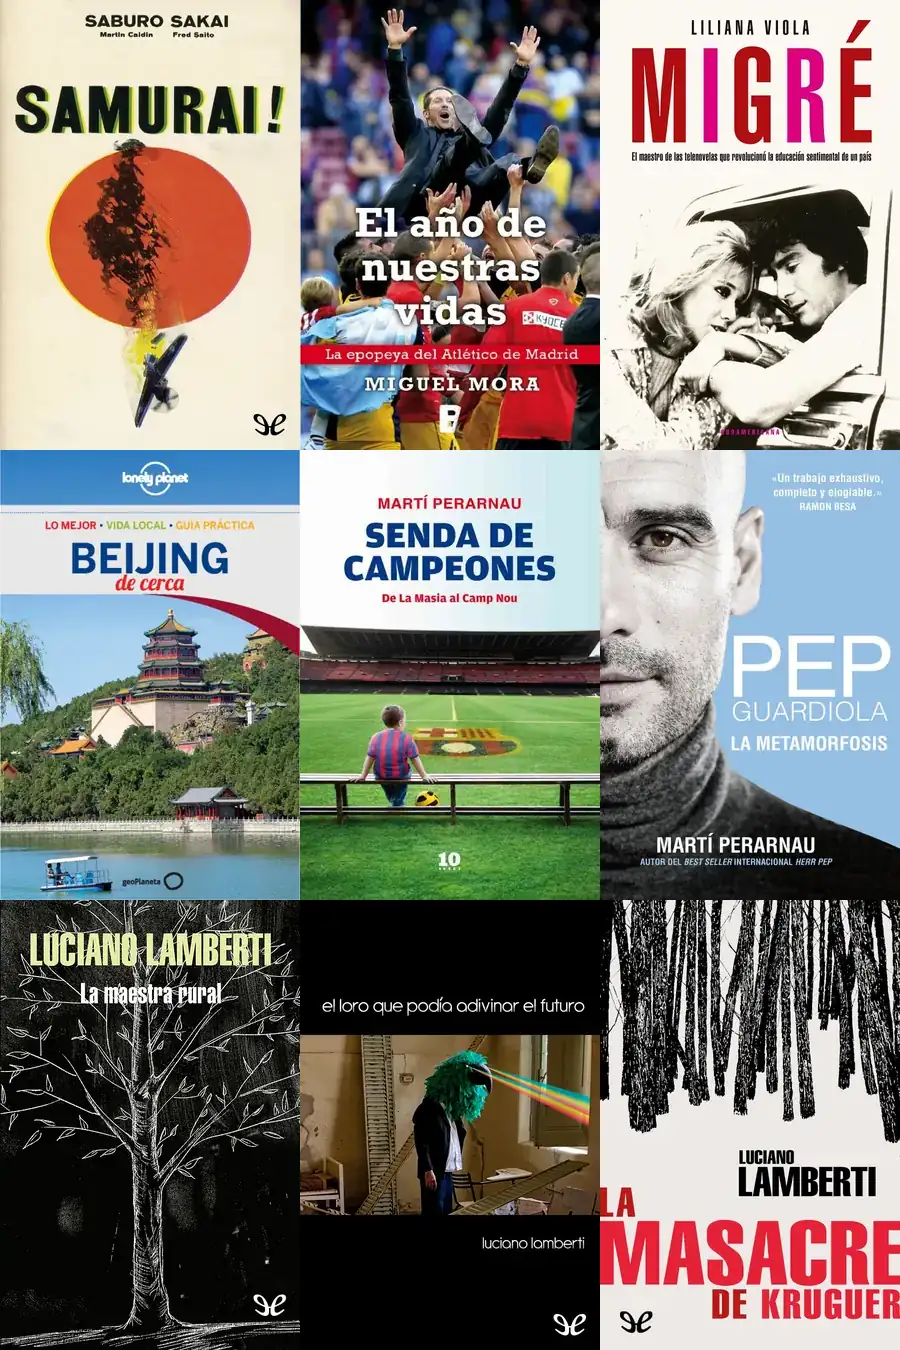 SABURO SAKAI
Martin Caidin Fred Saito
SAMURAI!
El año de
nuestras
vidas
La epopeya del Atlético de Madrid
MIGUEL MORA
B
KYOCE
LILIANA VIOLA
MIGRÉ
El maestro de las telenovelas que revolucionó la educación sentimental de un país
SUDAMERICANA
lonely planet
LO MEJOR • VIDA LOCAL • GUIA PRÁCTICA
BEIJING
de cerca
geoPlaneta
MARTÍ PERARNAU
SENDA DE
CAMPEONES
De La Masia al Camp Nou
10
«Un trabajo exhaustivo,
completo y elogiable.»
RAMON BESA
PEP
GUARDIOLA
LA METAMORFOSIS
MARTÍ PERARNAU
AUTOR DEL BEST SELLER INTERNACIONAL HERR PEP
LUCIANO LAMBERTI
La maestra rural
el loro que podía adivinar el futuro
luciano lamberti
LUCIANO
LAMBERTI
LA
MASACRE
DE KRUGUER